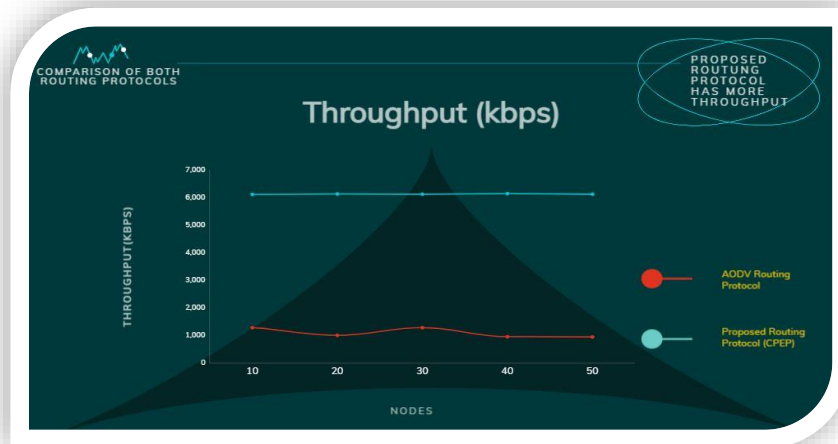 COMPARISON OF BOTH
ROUTING PROTOCOLS
PROPOSED
ROUTUNG
PROTOCOL
HAS MORE
THROUGHPUT
Throughput (kbps)
THROUGHPUT(KBPS)
7,000
6,000
5,000
4,000
3,000
2,000
1,000
0
10 20 30 40 50
NODES
AODV Routing
Protocol
Proposed Routing
Protocol (CPEP)